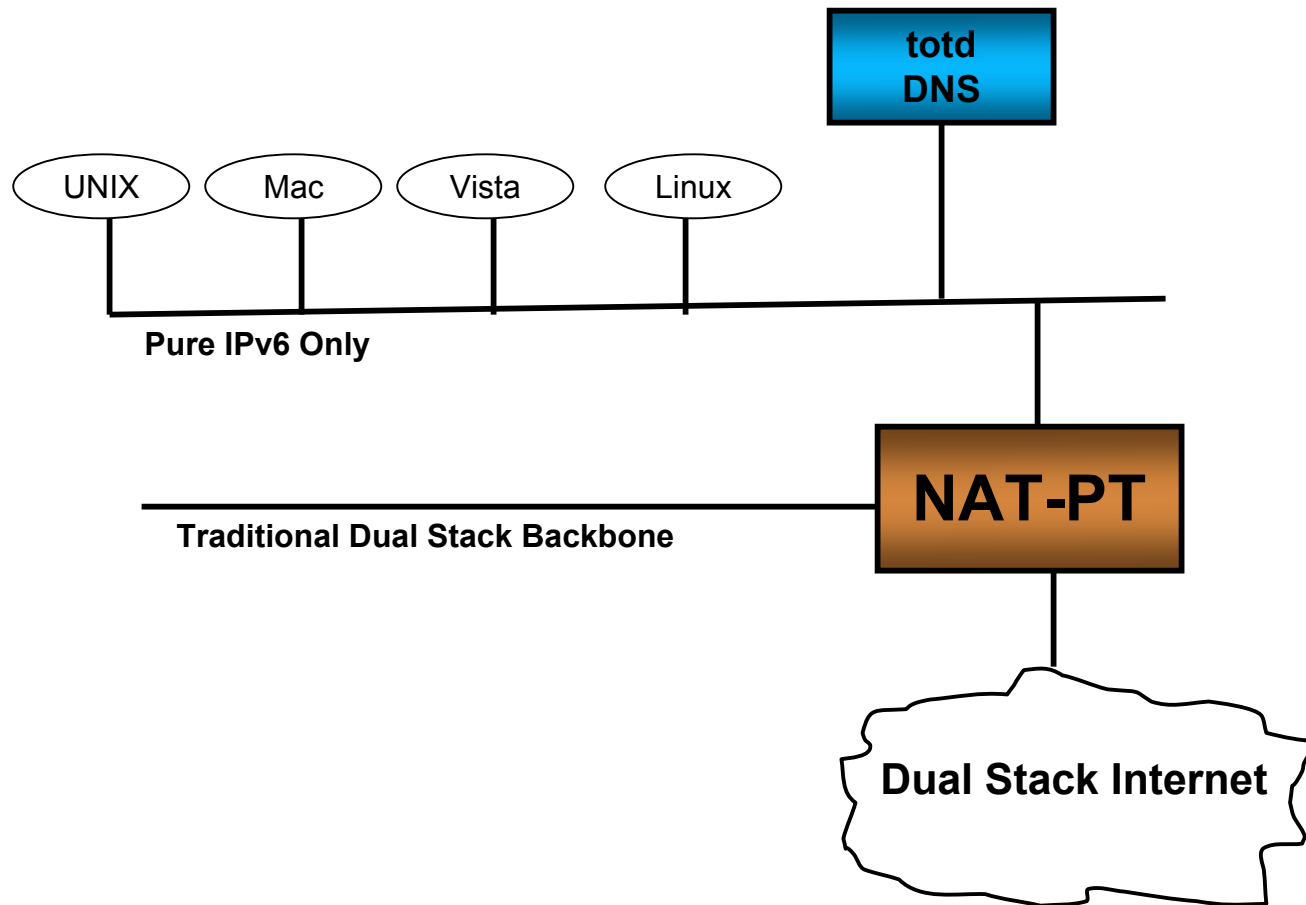 totd
DNS
UNIX
Mac
Vista
Linux
Pure IPv6 Only
NAT-PT
Traditional Dual Stack Backbone
Dual Stack Internet